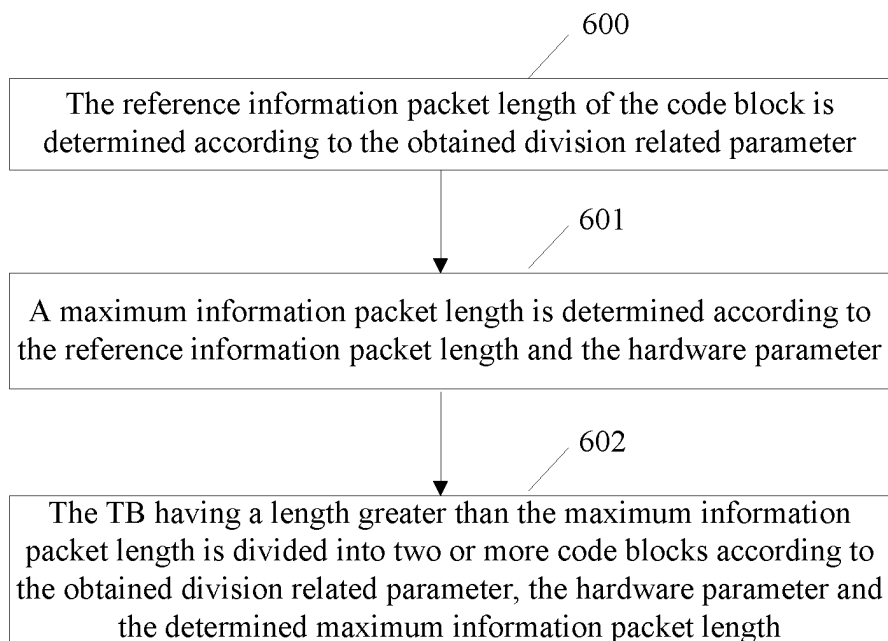 600
The reference information packet length of the code block is
determined according to the obtained division related parameter
601
A maximum information packet length is determined according to
the reference information packet length and the hardware parameter
602
The TB having a length greater than the maximum information
packet length is divided into two or more code blocks according to
the obtained division related parameter, the hardware parameter and
the determined maximum information packet length